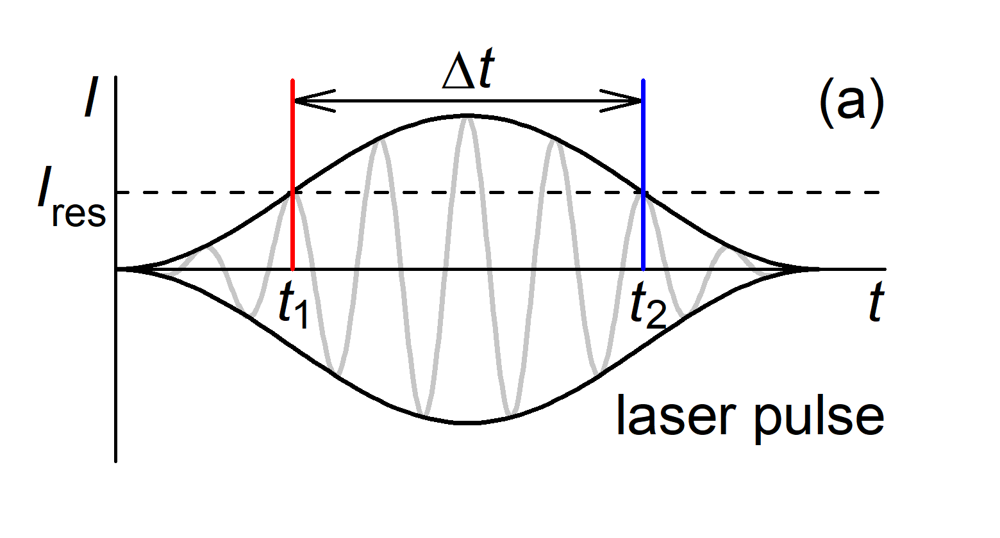 Δt
I
(a)
I_res
t_1
t_2
t
laser pulse